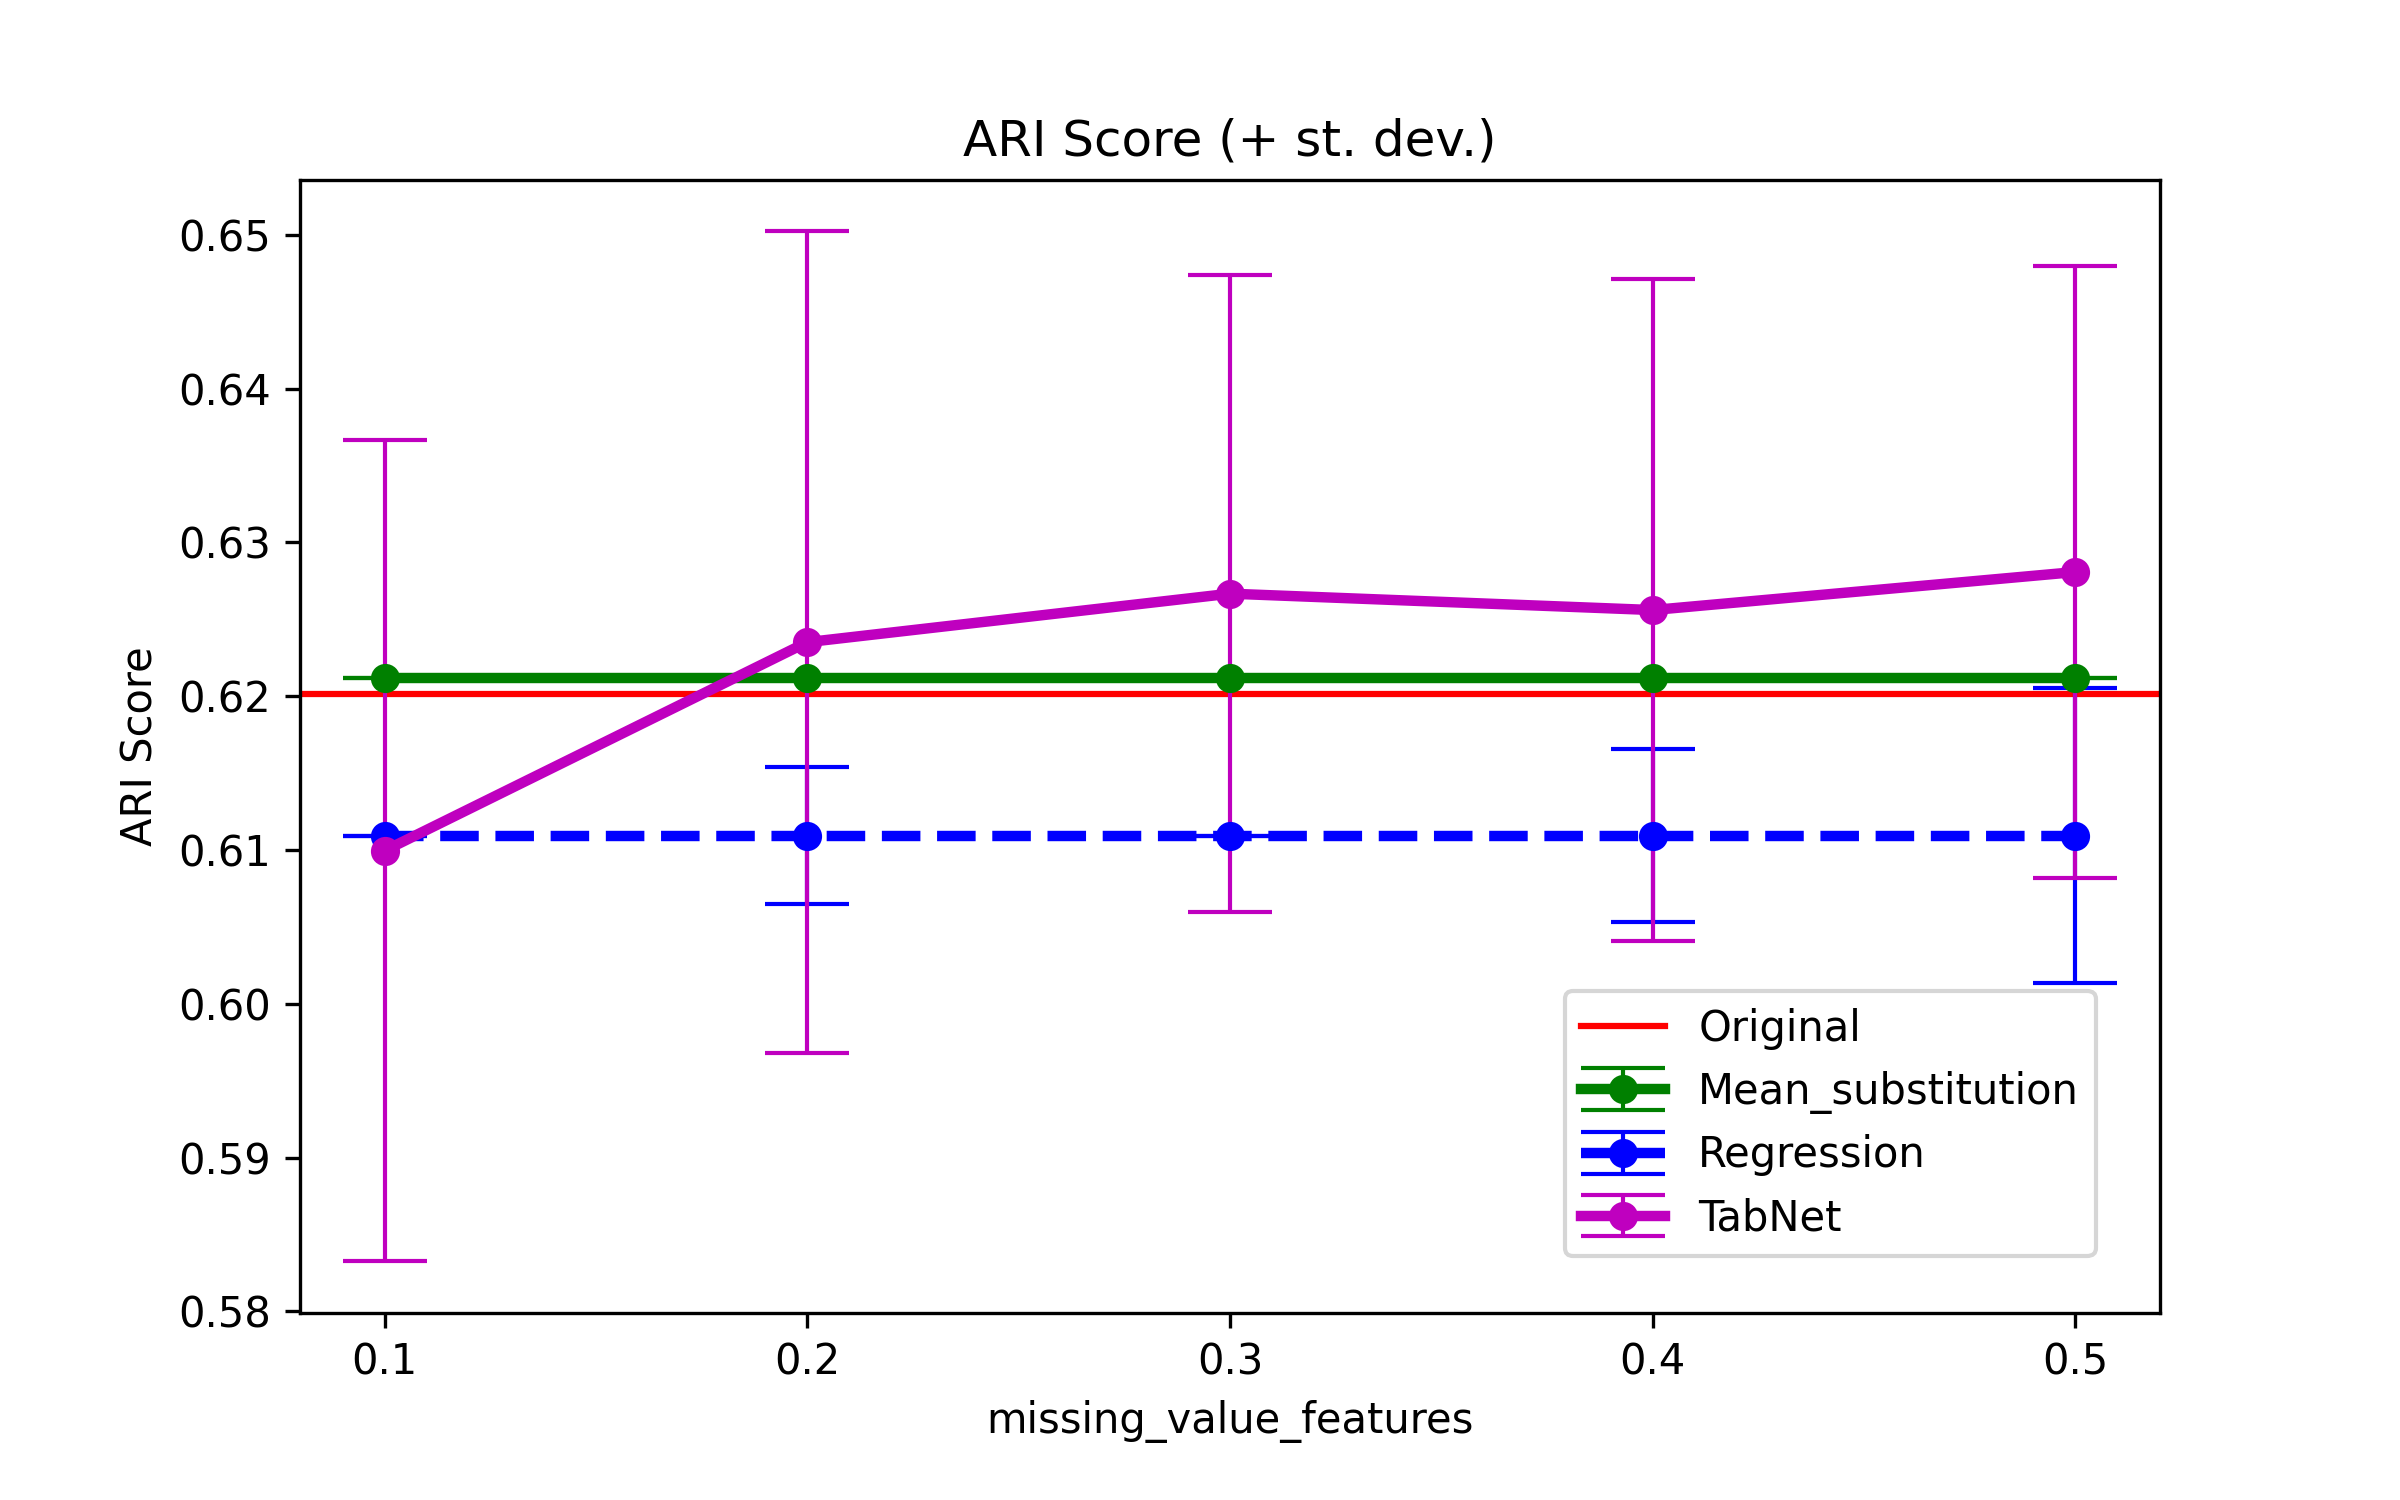 ARI Score (+ st. dev.)
0.65
0.64
0.63
0.62
0.61
0.60
0.59
0.58
ARI Score
0.1 0.2 0.3 0.4 0.5
missing_value_features
Original
Mean_substitution
Regression
TabNet